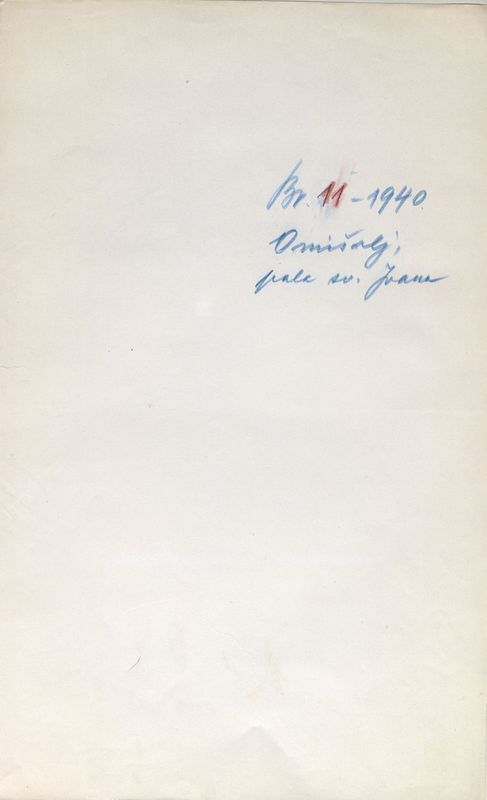 Br. 11 - 1940.
Omišalj,
pala sv. Ivana